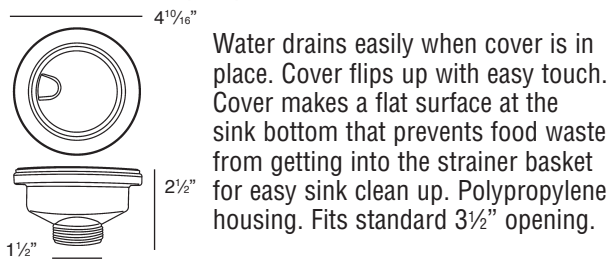 4¹⁰⁄₁₆”
Water drains easily when cover is in
place. Cover flips up with easy touch.
Cover makes a flat surface at the
sink bottom that prevents food waste
from getting into the strainer basket
for easy sink clean up. Polypropylene
housing. Fits standard 3½” opening.
2½”
1½”